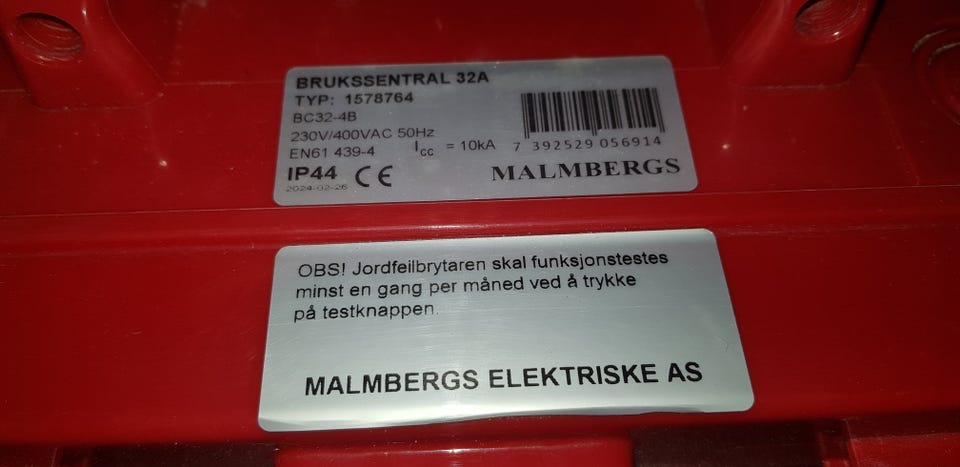 BRUKSSENTRAL 32A
TYP: 1578764
BC32-4B
230V/400VAC 50Hz
EN61 439-4 Icc = 10kA
7 392529 056914
IP44 CE
MALMBERGS
2024-02-26
OBS! Jordfeilbrytaren skal funksjonstestes
minst en gang per måned ved å trykke
på testknappen.
MALMBERGS ELEKTRISKE AS